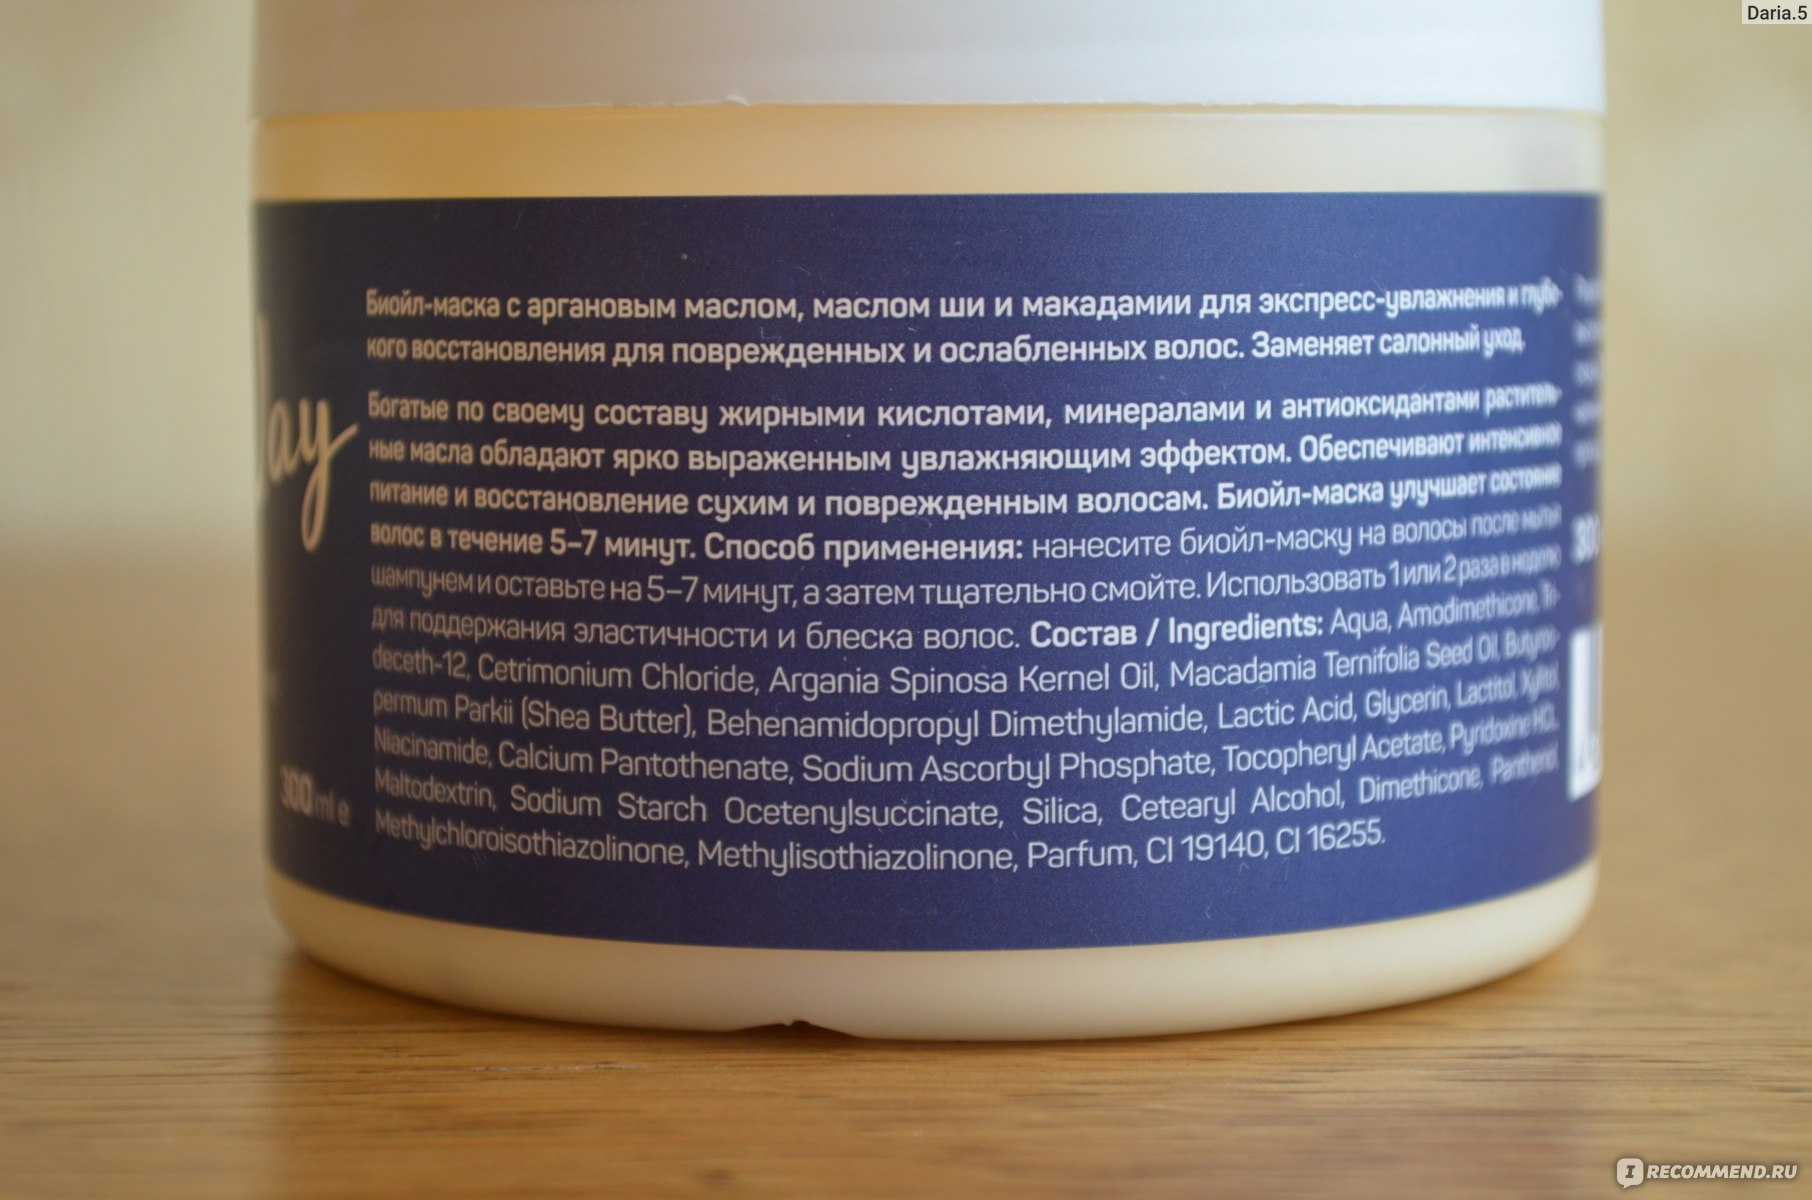 Daria.5
Биойл-маска с аргановым маслом, маслом ши и макадамии для экспресс-увлажнения и глубо-
кого восстановления для поврежденных и ослабленных волос. Заменяет салонный уход.
Богатые по своему составу жирными кислотами, минералами и антиоксидантами раститель-
ные масла обладают ярко выраженным увлажняющим эффектом. Обеспечивают интенсивное
питание и восстановление сухим и поврежденным волосам. Биойл-маска улучшает состояние
волос в течение 5–7 минут. Способ применения: нанесите биойл-маску на волосы после мытья
шампунем и оставьте на 5–7 минут, а затем тщательно смойте. Использовать 1 или 2 раза в неделю
для поддержания эластичности и блеска волос. Состав / Ingredients: Aqua, Amodimethicone, Tri-
deceth-12, Cetrimonium Chloride, Argania Spinosa Kernel Oil, Macadamia Ternifolia Seed Oil, Butyros-
permum Parkii (Shea Butter), Behenamidopropyl Dimethylamide, Lactic Acid, Glycerin, Lactitol, Xylitol,
Niacinamide, Calcium Pantothenate, Sodium Ascorbyl Phosphate, Tocopheryl Acetate, Pyridoxine HCl,
Maltodextrin, Sodium Starch Ocetenylsuccinate, Silica, Cetearyl Alcohol, Dimethicone, Panthenol,
Methylchloroisothiazolinone, Methylisothiazolinone, Parfum, CI 19140, CI 16255.
300 ml e
IRECOMMEND.RU